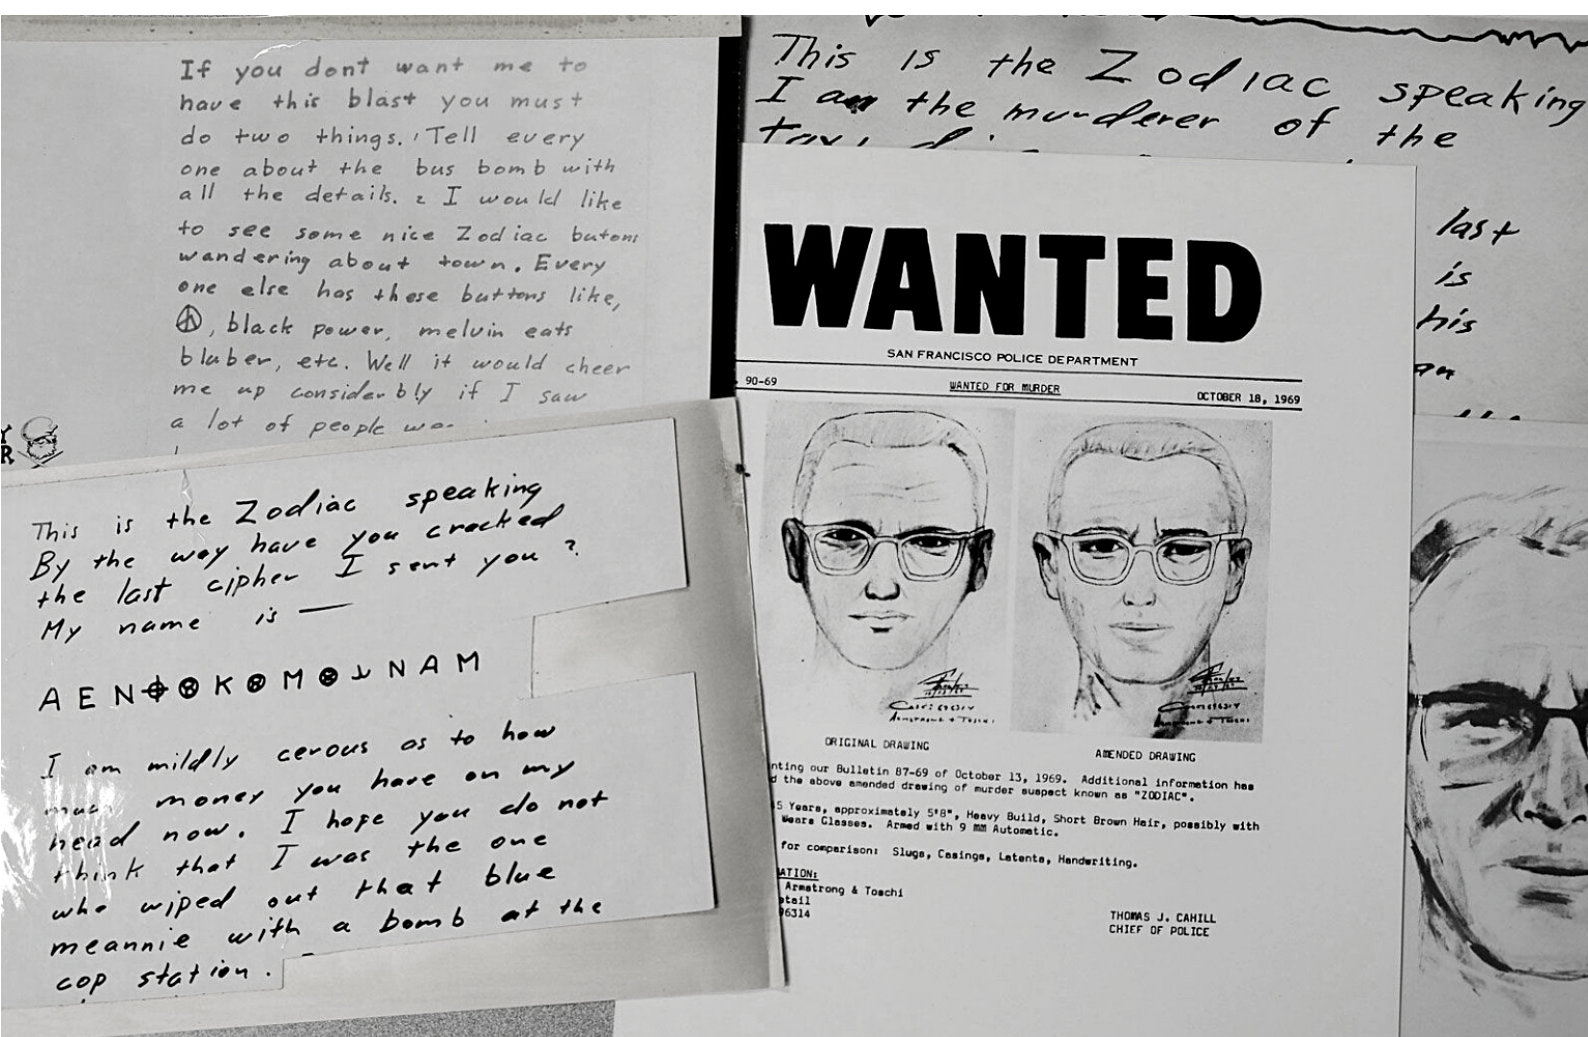 If you dont want me to
have this blast you must
do two things. Tell every
one about the bus bomb with
all the details. 2 I would like
to see some nice Zodiac butons
wandering about town. Every
one else has these buttons like,
☮, black power, melvin eats
bluber, etc. Well it would cheer
me up considerbly if I saw
a lot of people
Y
R
This is the Zodiac speaking
By the way have you cracked
the last cipher I sent you?
My name is —
A E N ⌖ ⊗ K ⊗ M ⊗ N A M
I am mildly cerous as to how
much money you have on my
head now. I hope you do not
think that I was the one
who wiped out that blue
meannie with a bomb at the
cop station.
This is the Zodiac speaking
I am the murderer of the
last
is
his
WANTED
SAN FRANCISCO POLICE DEPARTMENT
90-69 WANTED FOR MURDER OCTOBER 18, 1969
ORIGINAL DRAWING AMENDED DRAWING
nting our Bulletin 87-69 of October 13, 1969. Additional information has
d the above amended drawing of murder suspect known as "ZODIAC".
5 Years, approximately 5'8", Heavy Build, Short Brown Hair, possibly with
Wears Glasses. Armed with 9 MM Automatic.
for comparison: Slugs, Casings, Latents, Handwriting.
ATION:
Armstrong & Toschi
etail
96314
THOMAS J. CAHILL
CHIEF OF POLICE